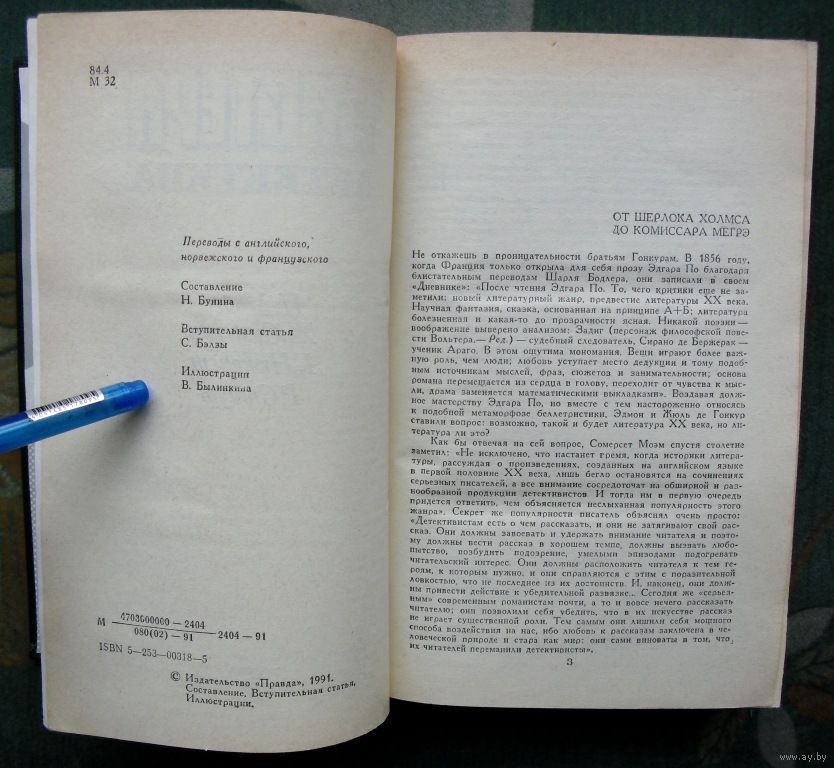 84.4
М 32
Переводы с английского,
норвежского и французского
Составление
Н. Бунина
Вступительная статья
С. Бэлзы
Иллюстрации
В. Былинкина
М 4703000000—2404
080(02)—91
2404—91
ISBN 5—253—00318—5
© Издательство «Правда», 1991.
Составление. Вступительная статья.
Иллюстрации.
ОТ ШЕРЛОКА ХОЛМСА
ДО КОМИССАРА МЕГРЭ
Не откажешь в проницательности братьям Гонкурам. В 1856 году,
когда Франция только открыла для себя прозу Эдгара По благодаря
блистательным переводам Шарля Бодлера, они записали в своем
«Дневнике»: «После чтения Эдгара По. То, чего критики еще не за-
метили: новый литературный жанр, предвестие литературы XX века.
Научная фантазия, сказка, основанная на принципе А+Б; литература
болезненная и какая-то до прозрачности ясная. Никакой поэзии—
воображение выверено анализом: Задиг (персонаж философской пове-
сти Вольтера.— Ред.) — судебный следователь, Сирано де Бержерак —
ученик Араго. В этом ощутима мономания. Вещи играют более важ-
ную роль, чем люди; любовь уступает место дедукции и тому подоб-
ным источникам мыслей, фраз, сюжетов и занимательности; основа
романа перемещается из сердца в голову, переходит от чувства к мыс-
ли, драма заменяется математическими выкладками». Воздавая долж-
ное мастерству Эдгара По, но вместе с тем настороженно относясь
к подобной метаморфозе беллетристики, Эдмон и Жюль де Гонкур
ставили вопрос: возможно, такой и будет литература XX века, но ли-
тература ли это?
Как бы отвечая на сей вопрос, Сомерсет Моэм спустя столетие
заметил: «Не исключено, что настанет время, когда историки литера-
туры, рассуждая о произведениях, созданных на английском языке
в первой половине XX века, лишь бегло остановятся на сочинениях
серьезных писателей, а все внимание сосредоточат на обширной и раз-
нообразной продукции детективистов. И тогда им в первую очередь
придется ответить, чем объясняется неслыханная популярность этого
жанра». Секрет же популярности писатель объяснял очень просто:
«Детективистам есть о чем рассказать, и они не затягивают свой рас-
сказ. Они должны завоевать и удержать внимание читателя и поэто-
му должны вести рассказ в хорошем темпе, должны вызвать любо-
пытство, возбудить подозрение, умелыми эпизодами подогревать
читательский интерес. Они должны расположить читателя к тем ге-
роям, к которым нужно, и они справляются с этим с поразительной
ловкостью, что не последнее из их достоинств. И, наконец, они долж-
ны привести действие к убедительной развязке... Сегодня же «серьез-
ным» современным романистам почти, а то и вовсе нечего рассказать
читателю; они позволили себя убедить, что в их искусстве рассказ
не играет существенной роли. Тем самым они лишили себя мощного
способа воздействия на нас, ибо любовь к рассказам заключена в че-
ловеческой природе и стара как мир: они сами виноваты в том, что
их читателей переманили детективисты».
3
www.ay.by